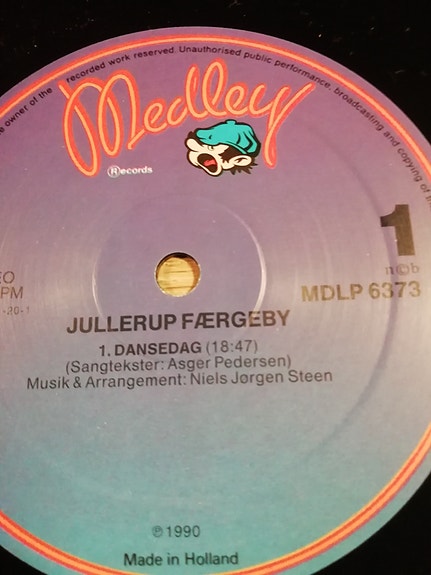 owner of the recorded work reserved. Unauthorised public performance, broadcasting and copying of
Medley
Ⓡecords
1
n©b
MDLP 6373
JULLERUP FÆRGEBY
1. DANSEDAG (18:47)
(Sangtekster: Asger Pedersen)
Musik & Arrangement: Niels Jørgen Steen
℗ 1990
Made in Holland